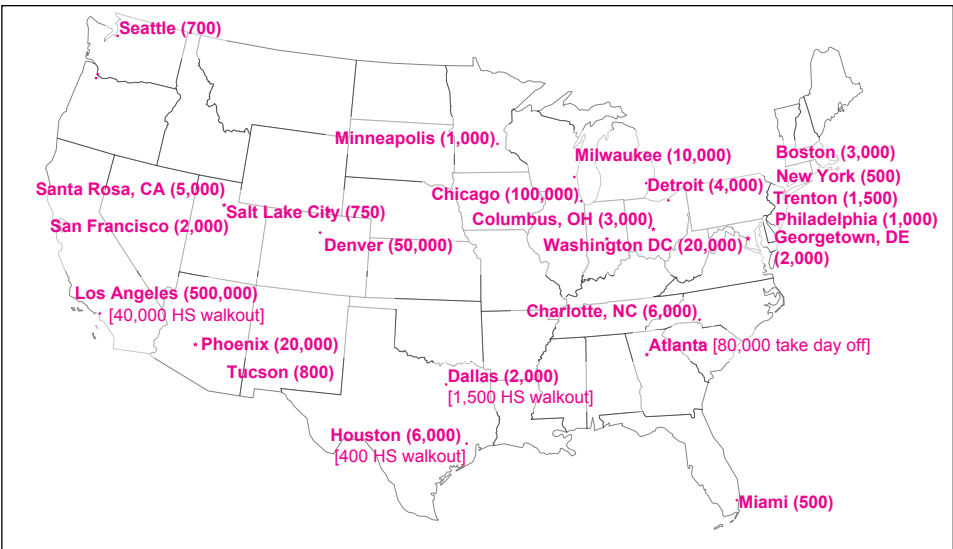 Seattle (700)
Minneapolis (1,000)
Milwaukee (10,000)
Boston (3,000)
New York (500)
Santa Rosa, CA (5,000)
Chicago (100,000)
Detroit (4,000)
Trenton (1,500)
Salt Lake City (750)
Columbus, OH (3,000)
Philadelphia (1,000)
San Francisco (2,000)
Denver (50,000)
Washington DC (20,000)
Georgetown, DE
(2,000)
Los Angeles (500,000)
[40,000 HS walkout]
Charlotte, NC (6,000)
Phoenix (20,000)
Atlanta [80,000 take day off]
Tucson (800)
Dallas (2,000)
[1,500 HS walkout]
Houston (6,000)
[400 HS walkout]
Miami (500)